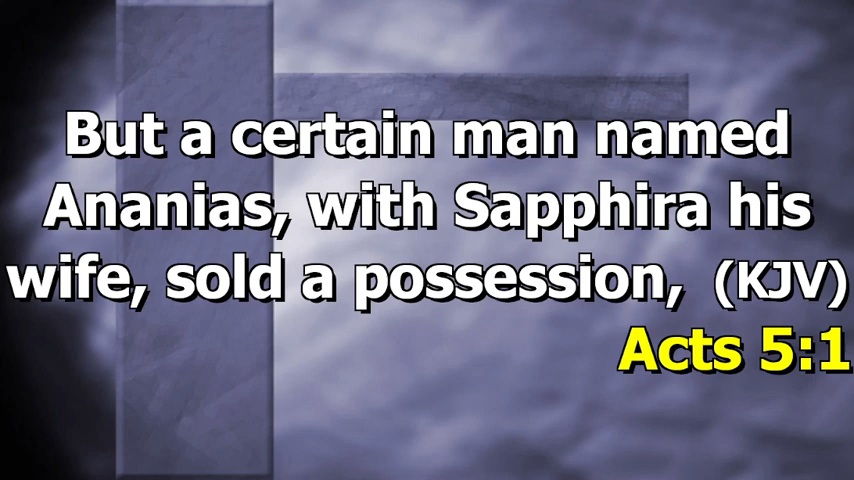 But a certain man named
Ananias, with Sapphira his
wife, sold a possession, (KJV)
Acts 5:1